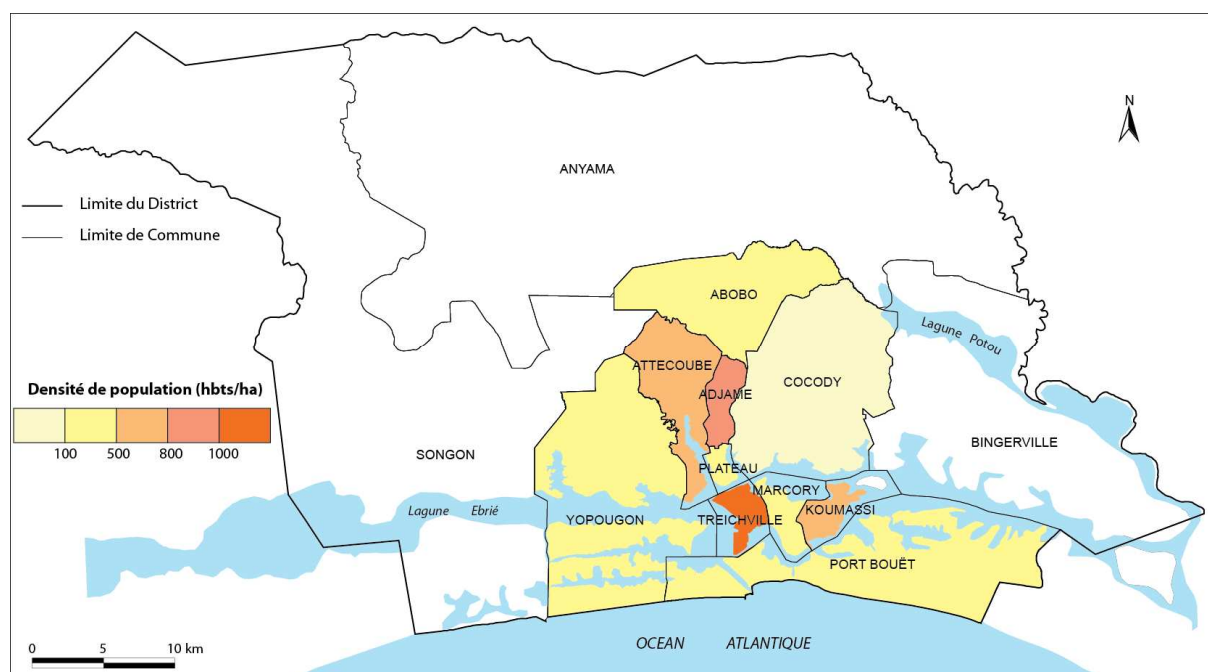 N
ANYAMA
Limite du District
Limite de Commune
ABOBO
Lagune Potou
ATTECOUBE
Densité de population (hbts/ha)
ADJAME
COCODY
100 500 800 1000
BINGERVILLE
SONGON
PLATEAU
MARCORY
KOUMASSI
Lagune Ebrié
YOPOUGON
TREICHVILLE
PORT BOUËT
OCEAN ATLANTIQUE
0 5 10 km